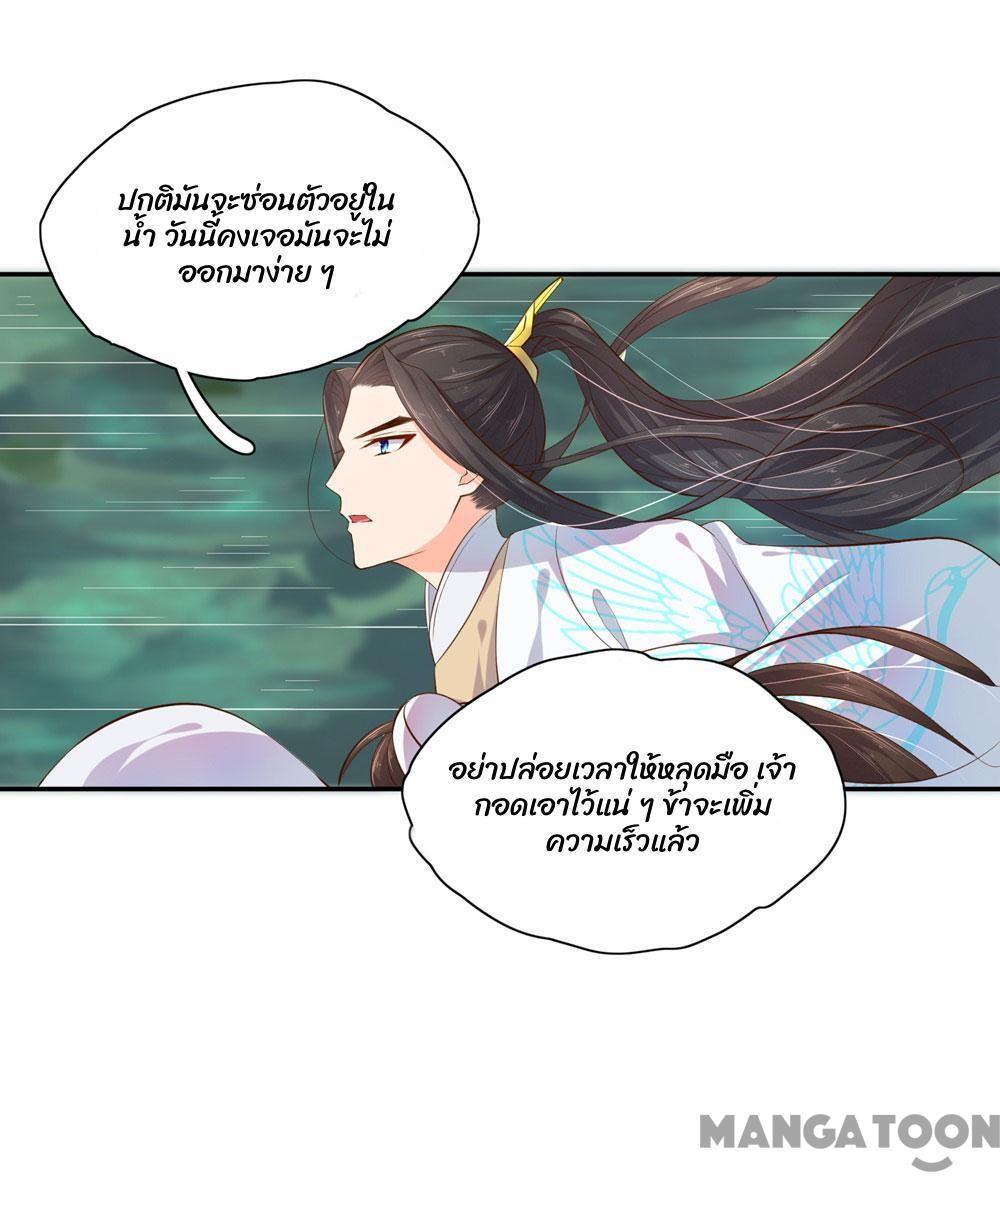 ปกติมันจะซ่อนตัวอยู่ใน
น้ำ วันนี้คงเจอมันจะไม่
ออกมาง่าย ๆ
อย่าปล่อยเวลาให้หลุดมือ เจ้า
กอดเอาไว้แน่ ๆ ข้าจะเพิ่ม
ความเร็วแล้ว
MANGATOON